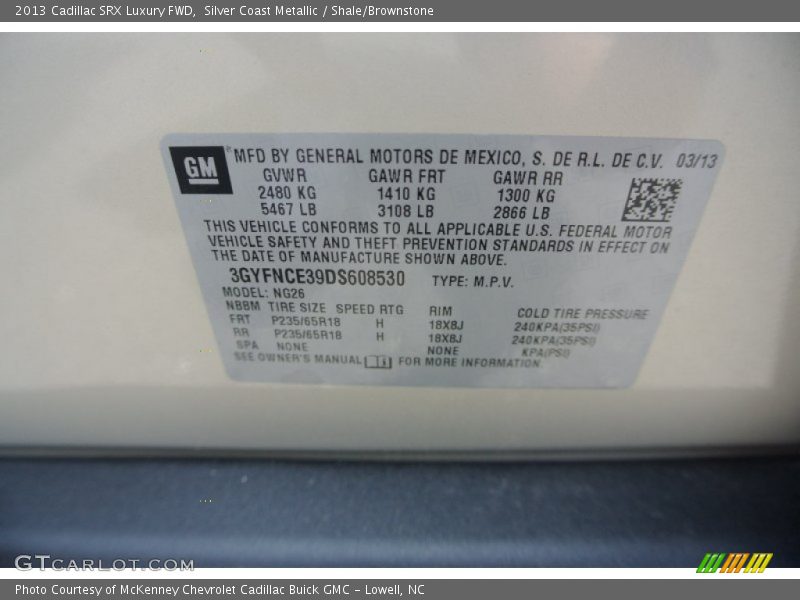 2013 Cadillac SRX Luxury FWD,  Silver Coast Metallic / Shale/Brownstone
GM® MFD BY GENERAL MOTORS DE MEXICO, S. DE R.L. DE C.V. 03/13
GVWR GAWR FRT GAWR RR
2480 KG 1410 KG 1300 KG
5467 LB 3108 LB 2866 LB
THIS VEHICLE CONFORMS TO ALL APPLICABLE U.S. FEDERAL MOTOR
VEHICLE SAFETY AND THEFT PREVENTION STANDARDS IN EFFECT ON
THE DATE OF MANUFACTURE SHOWN ABOVE.
3GYFNCE39DS608530 TYPE: M.P.V.
MODEL: NG26
NBBM TIRE SIZE SPEED RTG RIM COLD TIRE PRESSURE
FRT P235/65R18 H 18X8J 240KPA(35PSI)
RR P235/65R18 H 18X8J 240KPA(35PSI)
SPA NONE NONE KPA(PSI)
SEE OWNER'S MANUAL FOR MORE INFORMATION.
GTCARLOT.COM
Photo Courtesy of McKenney Chevrolet Cadillac Buick GMC - Lowell, NC